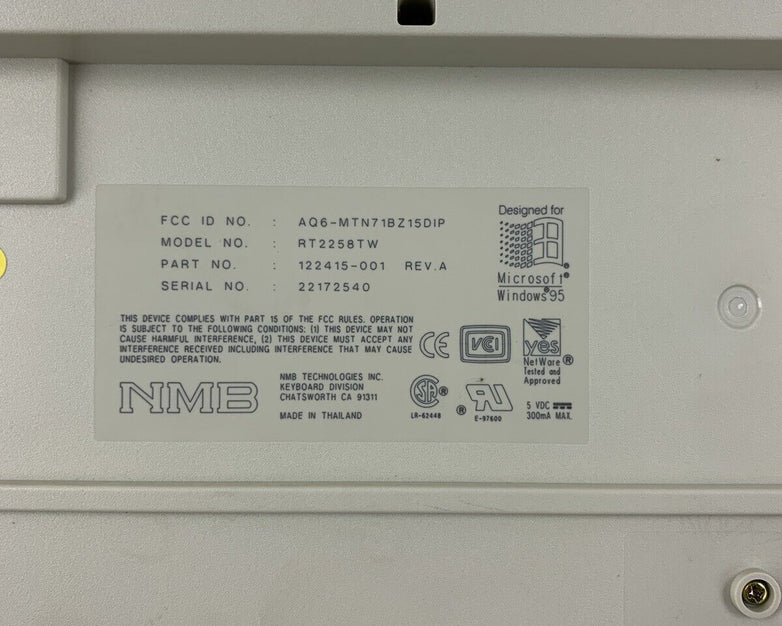 FCC ID NO. : AQ6-MTN71BZ15DIP
MODEL NO. : RT2258TW
PART NO. : 122415-001 REV.A
SERIAL NO. : 22172540
Designed for
Microsoft®
Windows®95
THIS DEVICE COMPLIES WITH PART 15 OF THE FCC RULES. OPERATION
IS SUBJECT TO THE FOLLOWING CONDITIONS: (1) THIS DEVICE MAY NOT
CAUSE HARMFUL INTERFERENCE, (2) THIS DEVICE MUST ACCEPT ANY
INTERFERENCE RECEIVED INCLUDING INTERFERENCE THAT MAY CAUSE
UNDESIRED OPERATION.
CE
VCI
yes
NetWare®
Tested and
Approved
NMB
NMB TECHNOLOGIES INC.
KEYBOARD DIVISION
CHATSWORTH CA 91311
MADE IN THAILAND
SA®
LR-62448
®
E-97600
5 VDC
300mA MAX.